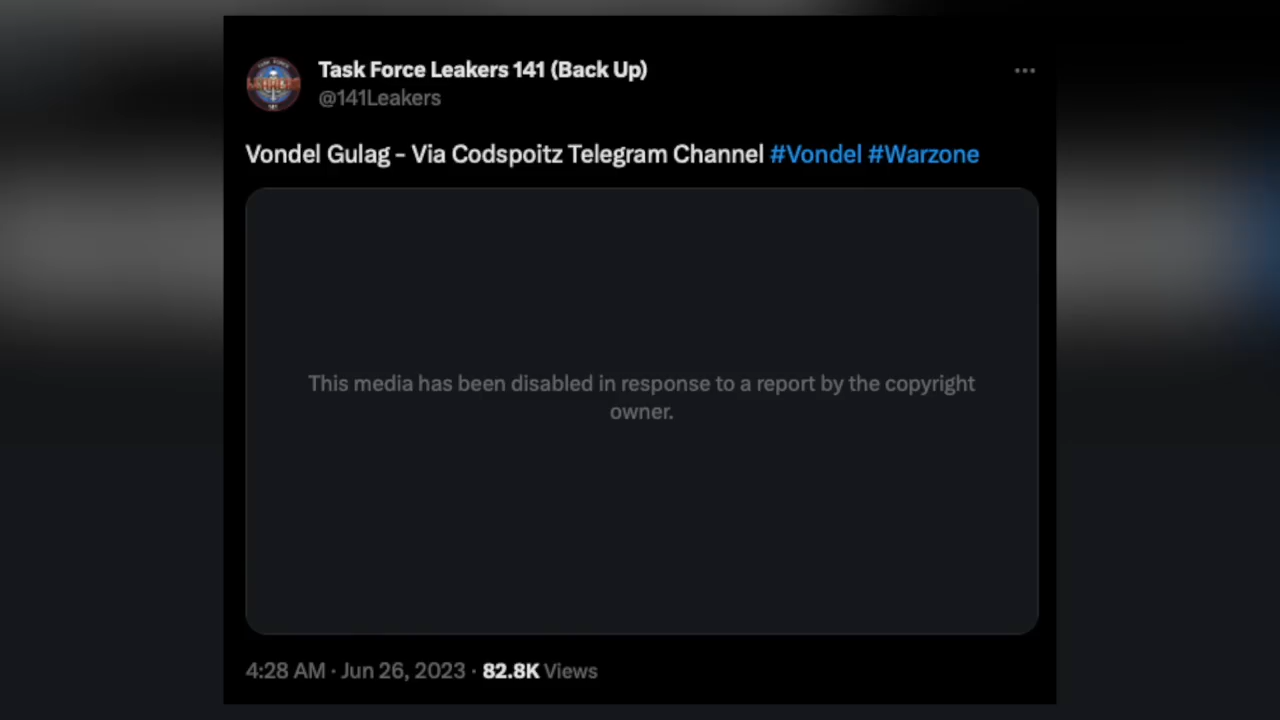 Task Force Leakers 141 (Back Up)
@141Leakers
Vondel Gulag - Via Codspoitz Telegram Channel #Vondel #Warzone
This media has been disabled in response to a report by the copyright
owner.
4:28 AM · Jun 26, 2023 · 82.8K Views